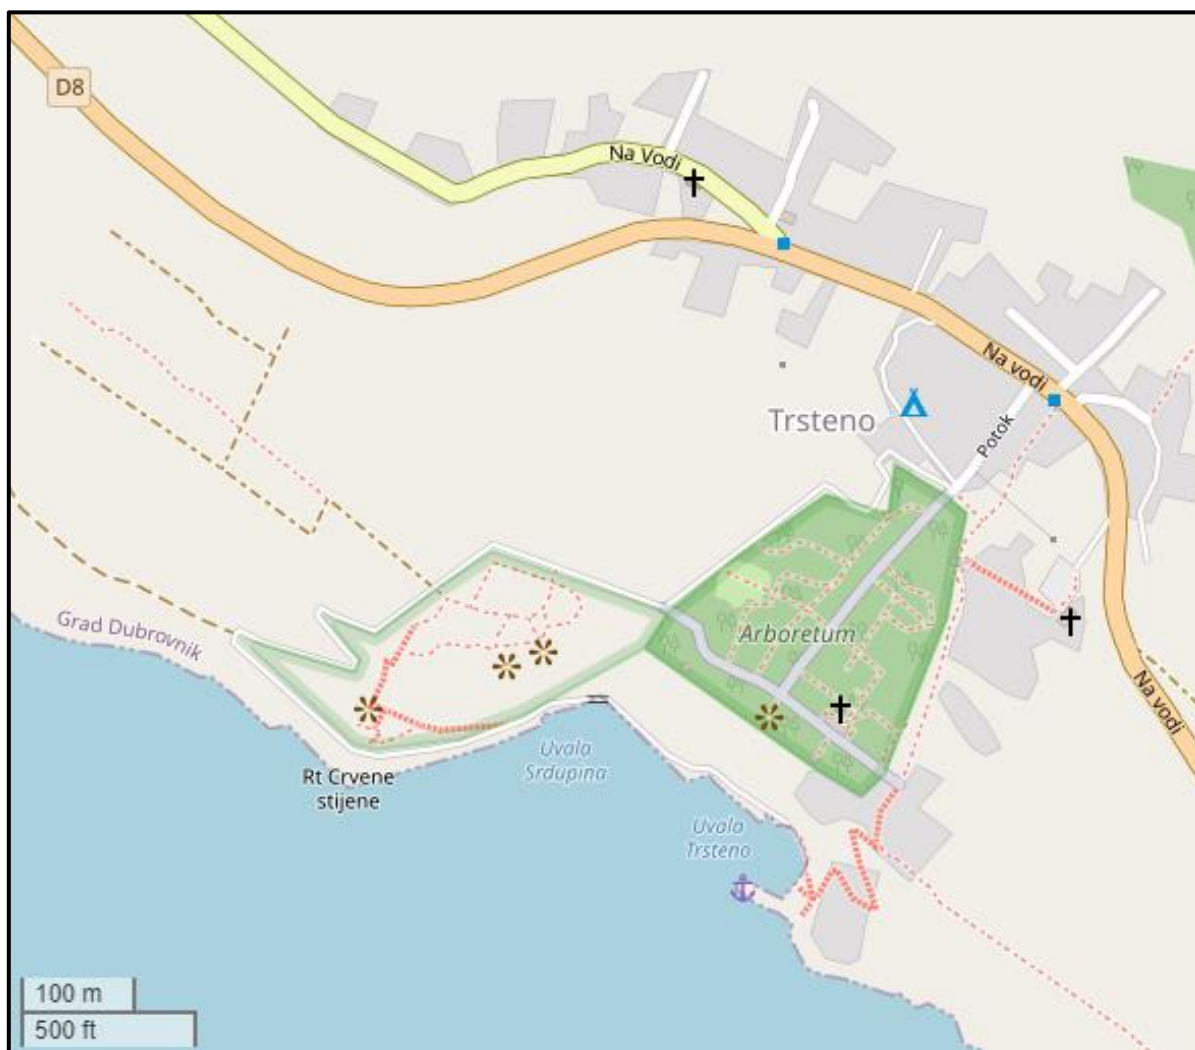 D8
Na Vodi
Na vodi
Trsteno
Potok
Arboretum
Grad Dubrovnik
Na vodi
Uvala
Srdupina
Rt Crvene
stijene
Uvala
Trsteno
100 m
500 ft